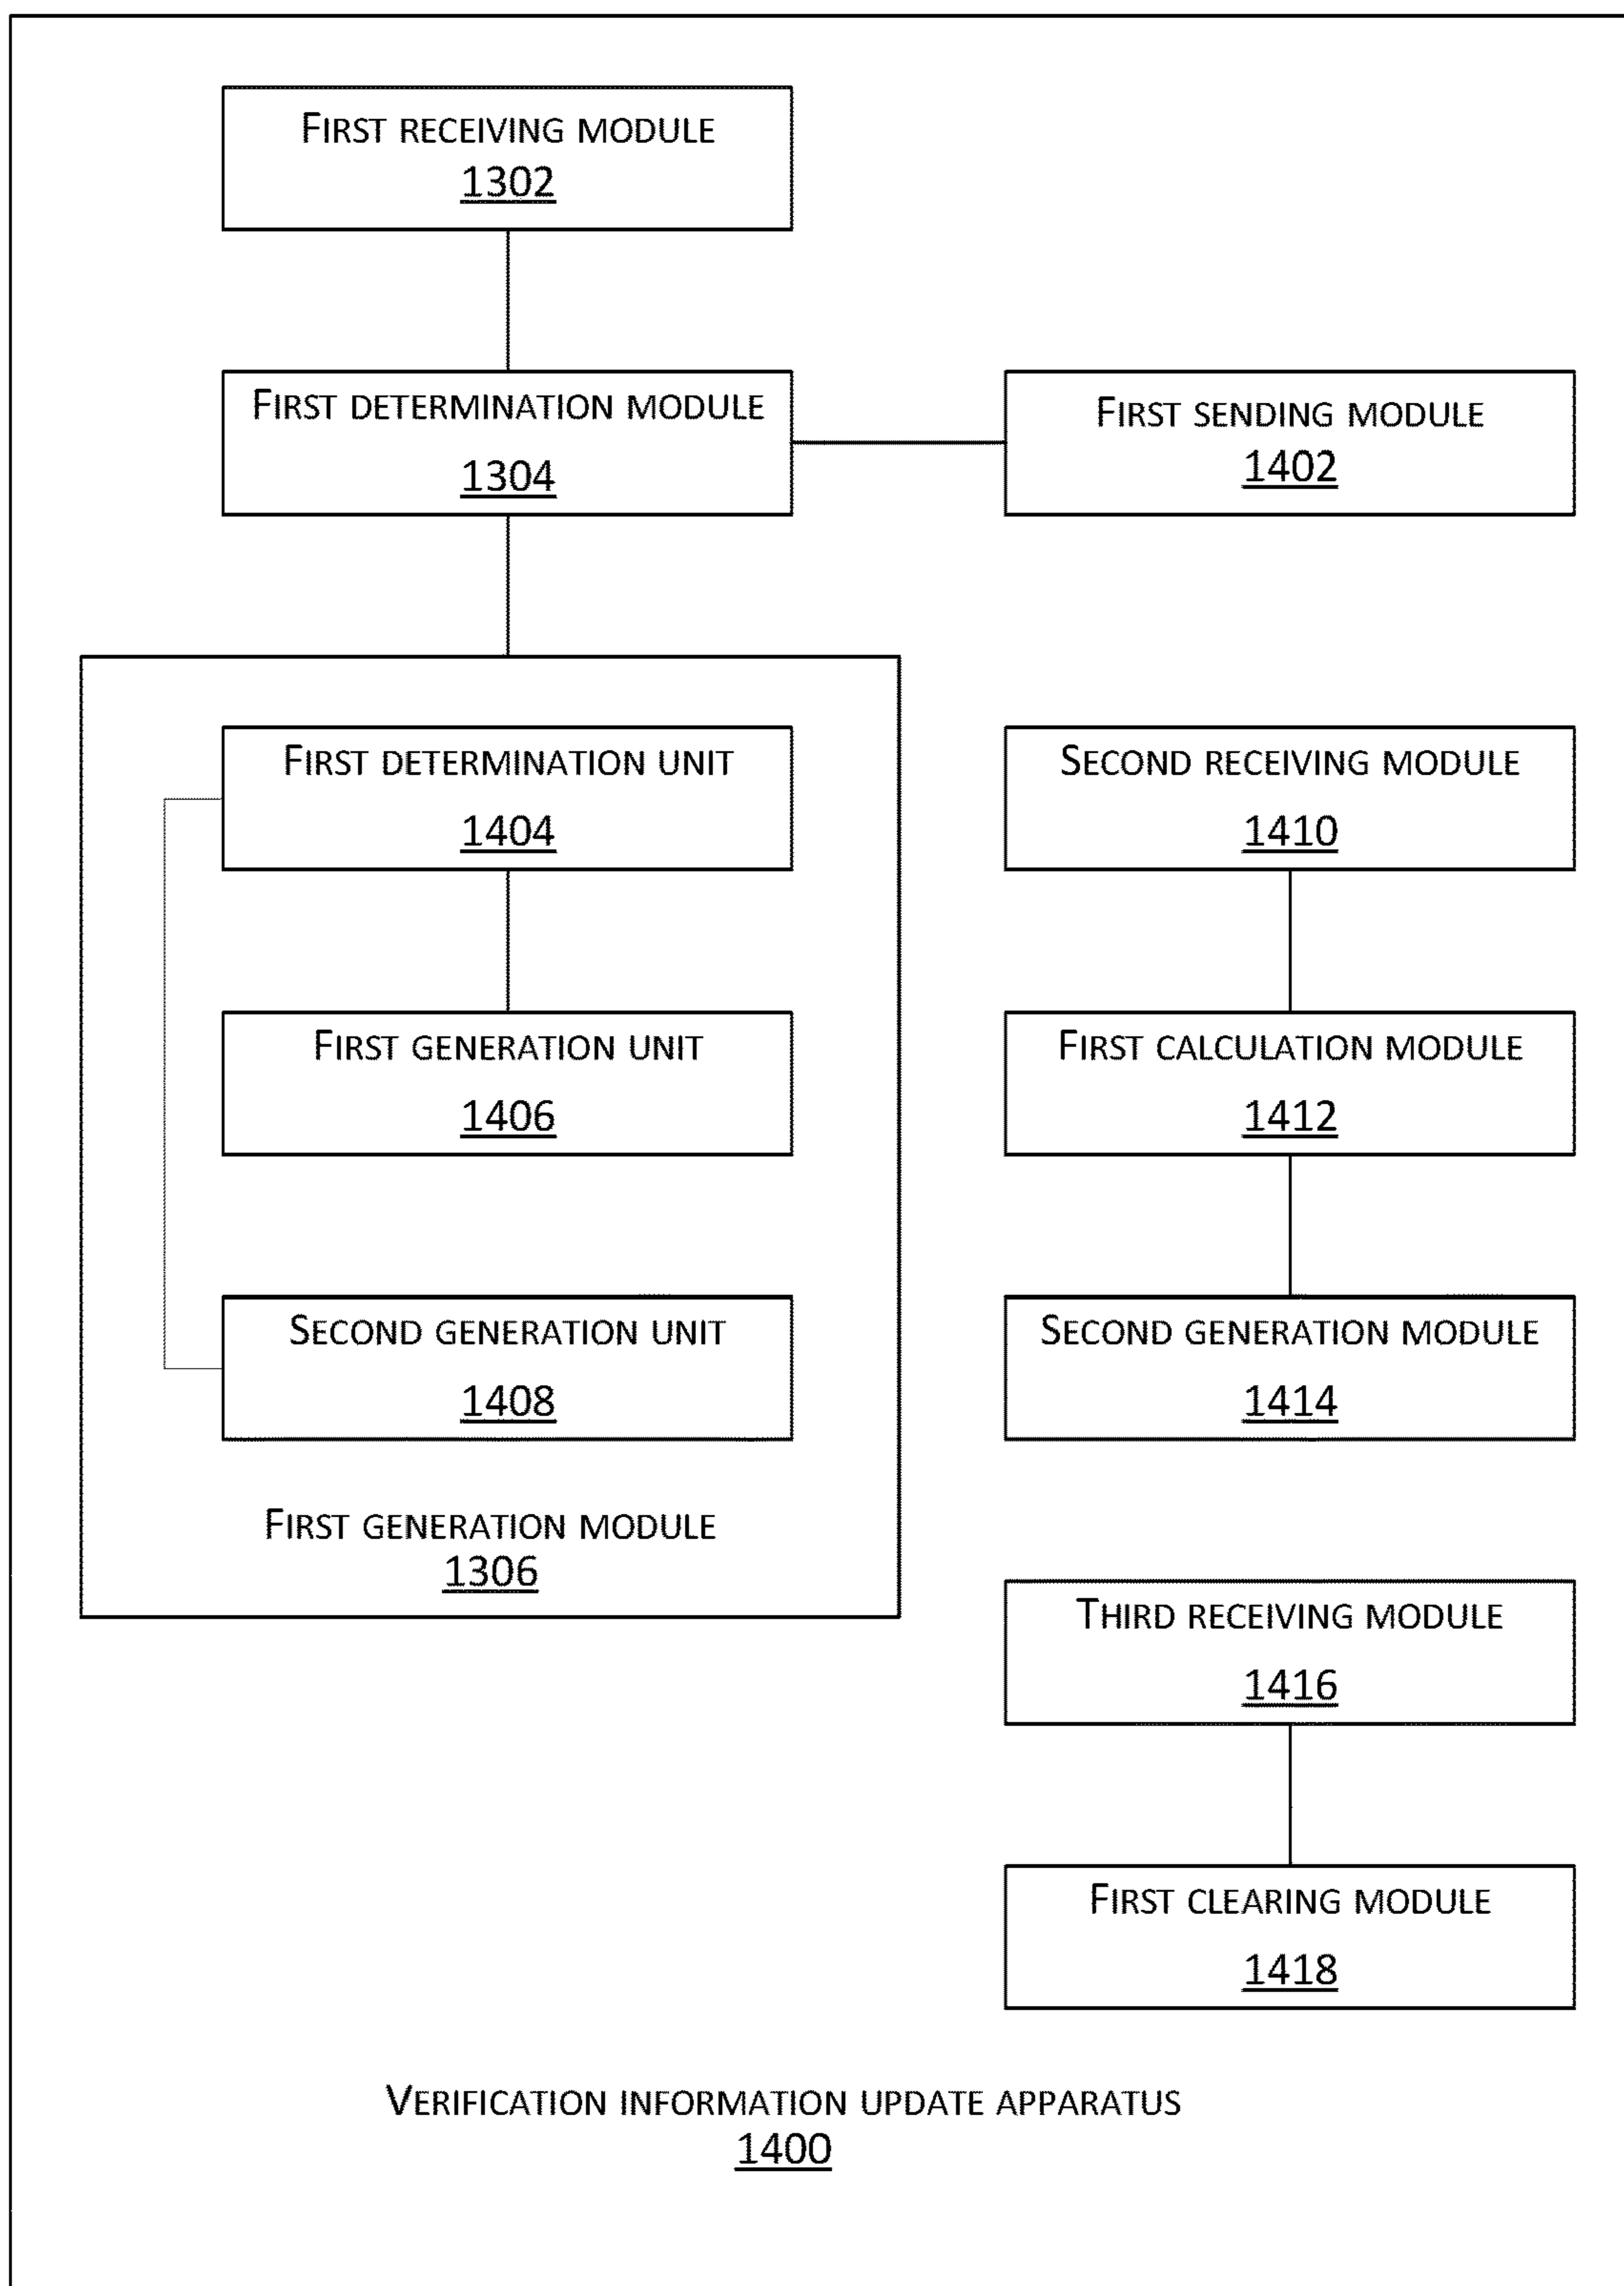 First receiving module
1302
First determination module
1304
First sending module
1402
First determination unit
1404
First generation unit
1406
Second generation unit
1408
First generation module
1306
Second receiving module
1410
First calculation module
1412
Second generation module
1414
Third receiving module
1416
First clearing module
1418
Verification information update apparatus
1400